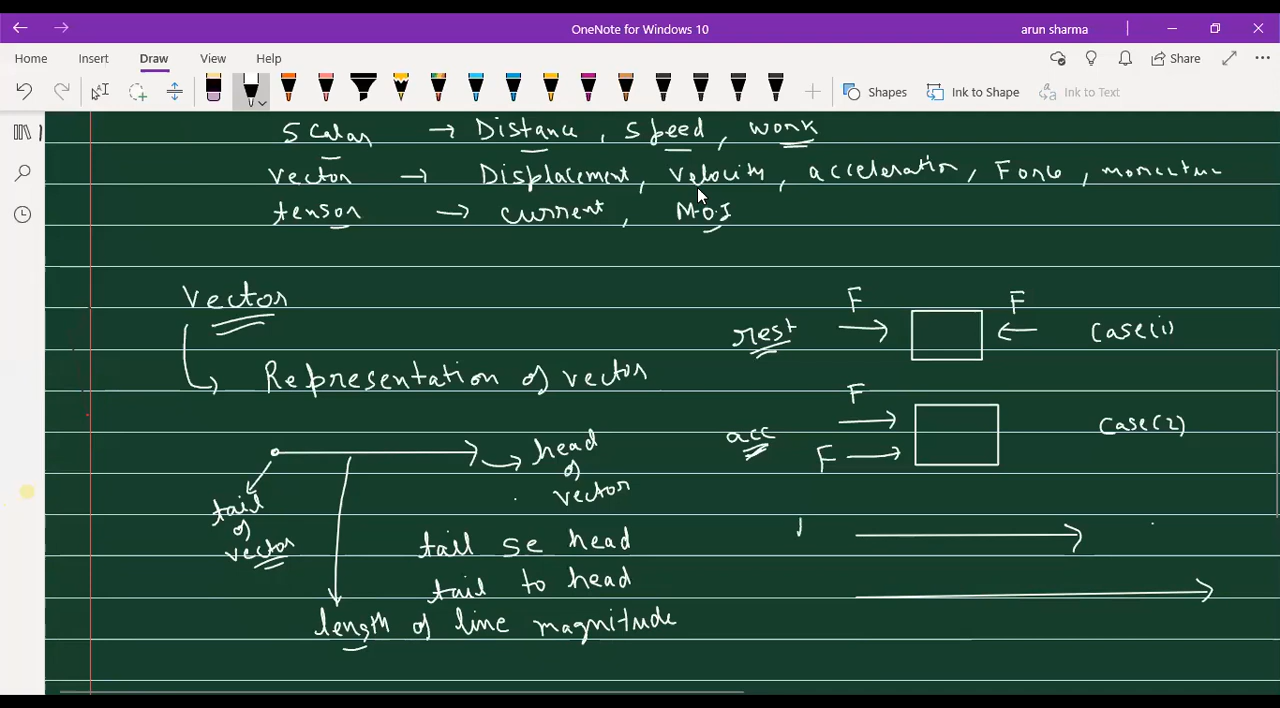 OneNote for Windows 10
arun sharma
Home Insert Draw View Help
Share
Shapes Ink to Shape Ink to Text
Scalar → Distance, Speed, work
vector → Displacement, velocity, acceleration, Force, momentum
tensor → current, M.O.I
Vector
Representation of vector
head of vector
tail of vector
tail se head
tail to head
length of line magnitude
rest F F Case(1)
acc F F Case(2)